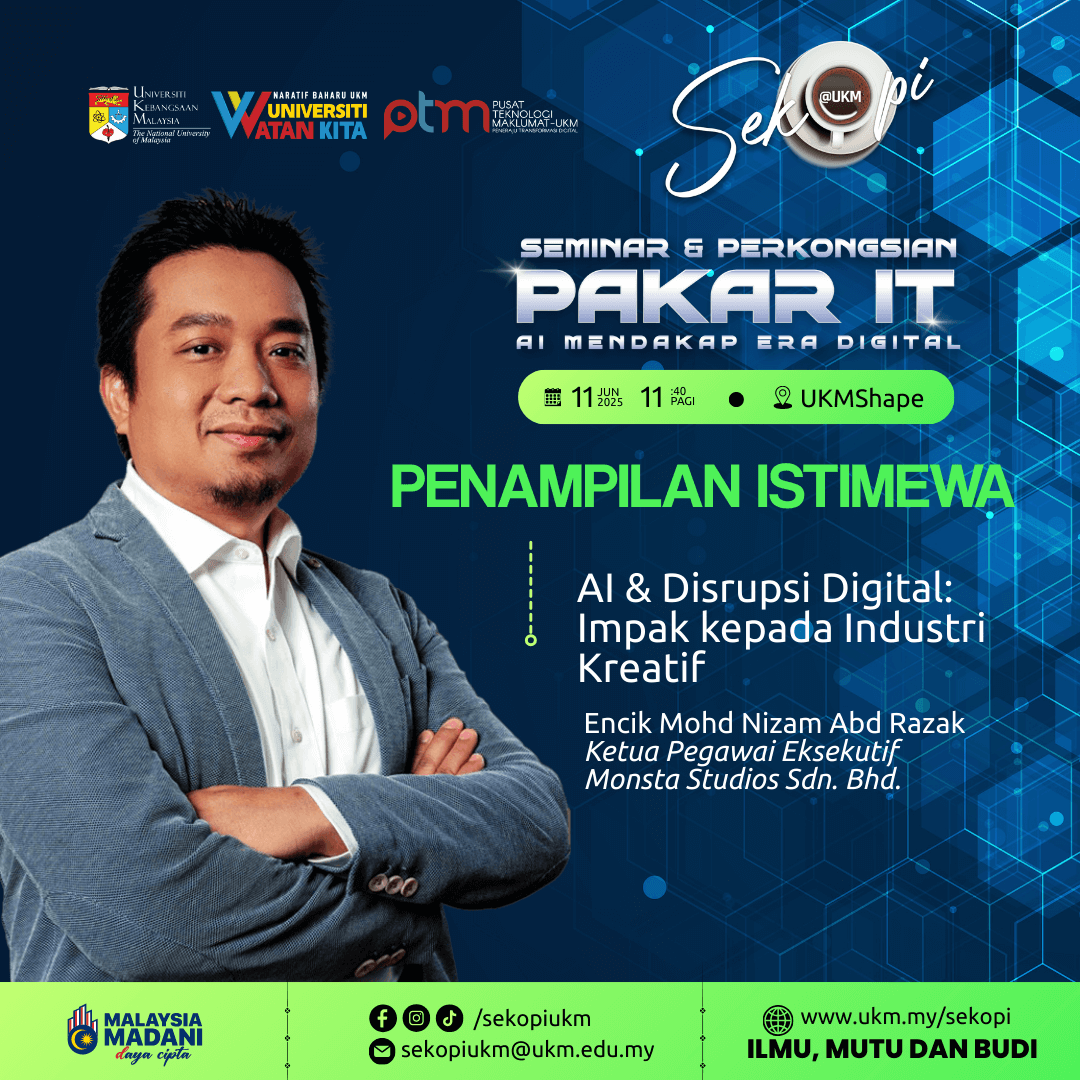 UNIVERSITI
KEBANGSAAN
MALAYSIA
The National University
of Malaysia
NARATIF BAHARU UKM
UNIVERSITI
WATAN KITA
ptm
PUSAT
TEKNOLOGI
MAKLUMAT-UKM
PENERAJU TRANSFORMASI DIGITAL
Sekopi
@UKM
SEMINAR & PERKONGSIAN
PAKAR IT
AI MENDAKAP ERA DIGITAL
11 JUN 2025 11 :40 PAGI UKMShape
PENAMPILAN ISTIMEWA
AI & Disrupsi Digital:
Impak kepada Industri
Kreatif
Encik Mohd Nizam Abd Razak
Ketua Pegawai Eksekutif
Monsta Studios Sdn. Bhd.
MALAYSIA
MADANI
daya cipta
/sekopiukm
sekopiukm@ukm.edu.my
www.ukm.my/sekopi
ILMU, MUTU DAN BUDI